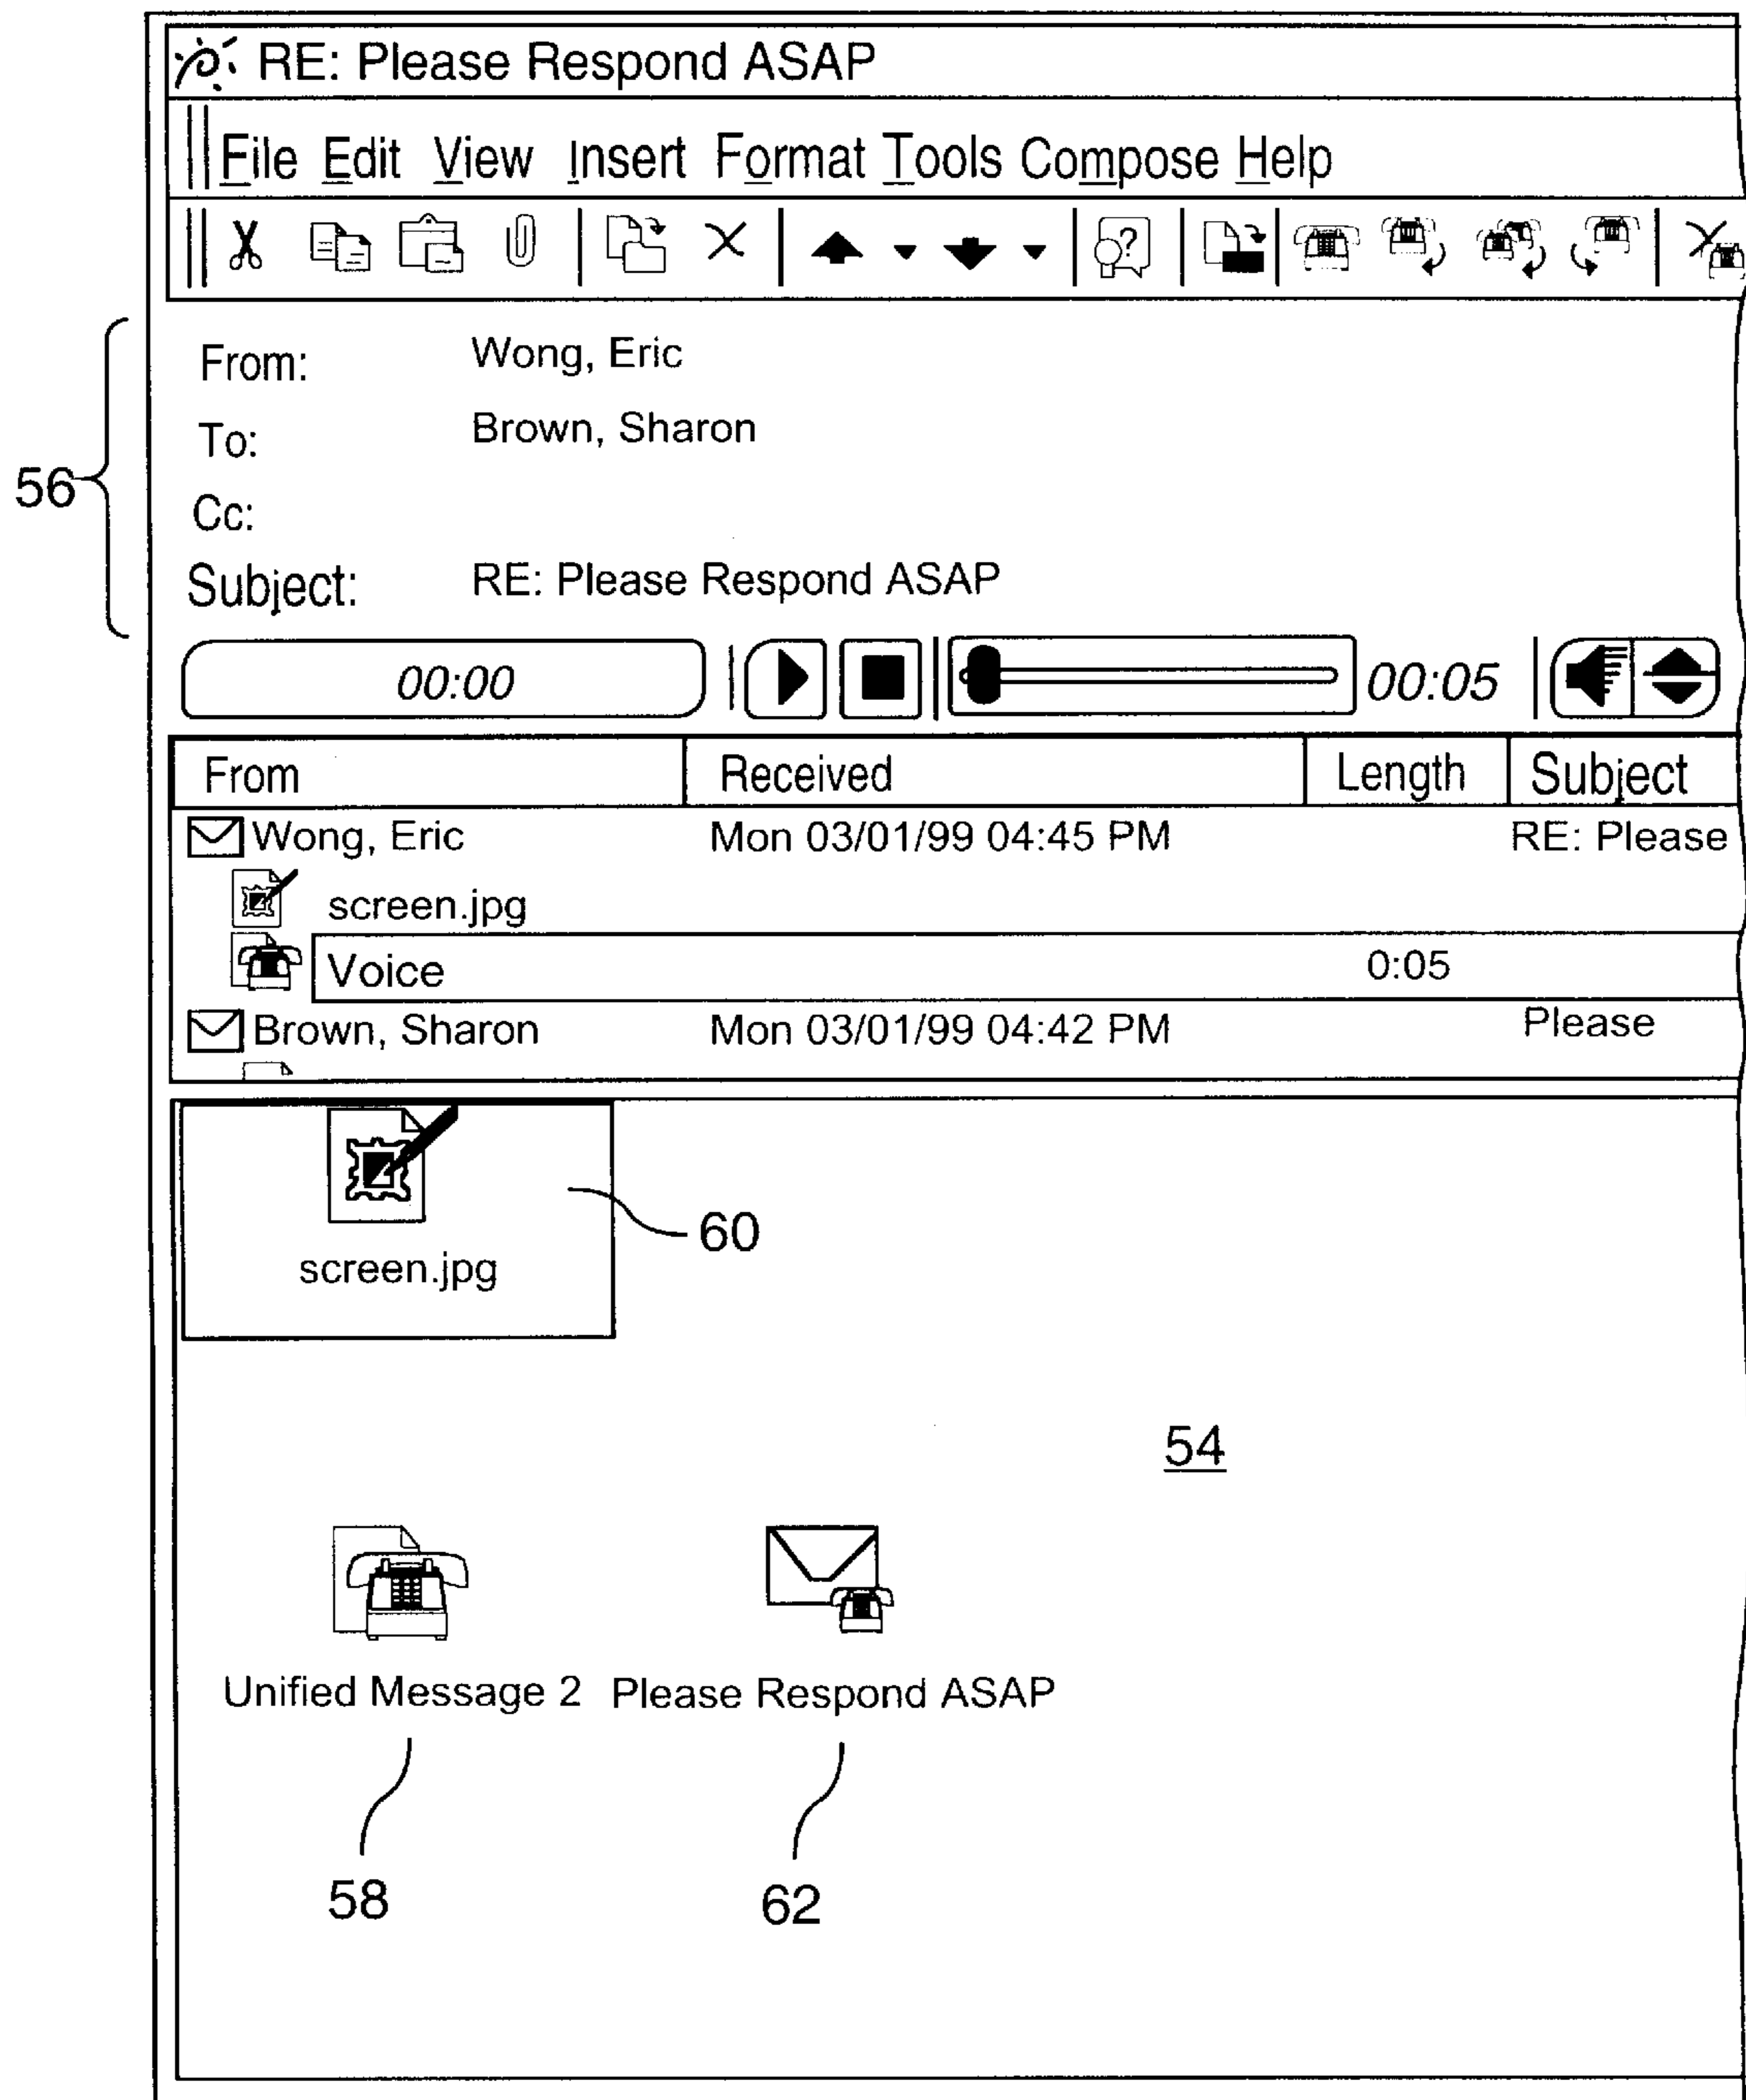 RE: Please Respond ASAP
File Edit View Insert Format Tools Compose Help
?
From: Wong, Eric
To: Brown, Sharon
56
Cc:
Subject: RE: Please Respond ASAP
00:00 00:05
From Received Length Subject
Wong, Eric Mon 03/01/99 04:45 PM RE: Please
screen.jpg
Voice 0:05
Brown, Sharon Mon 03/01/99 04:42 PM Please
60
screen.jpg
54
Unified Message 2 Please Respond ASAP
58 62